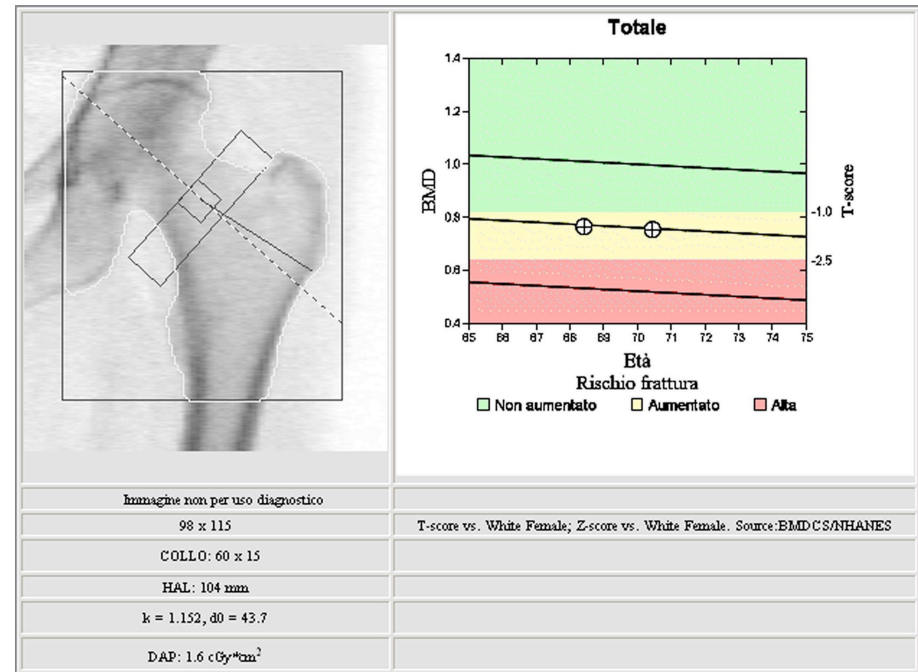 Totale
1.4
1.2
1.0
0.8
0.6
0.4
BMD
-1.0
-2.5
T-score
65 66 67 68 69 70 71 72 73 74 75
Età
Rischio frattura
Non aumentato Aumentato Alta
Immagine non per uso diagnostico
98 x 115
T-score vs. White Female; Z-score vs. White Female. Source:BMDCS/NHANES
COLLO: 60 x 15
HAL: 104 mm
k = 1.152, d0 = 43.7
DAP: 1.6 cGy*cm²